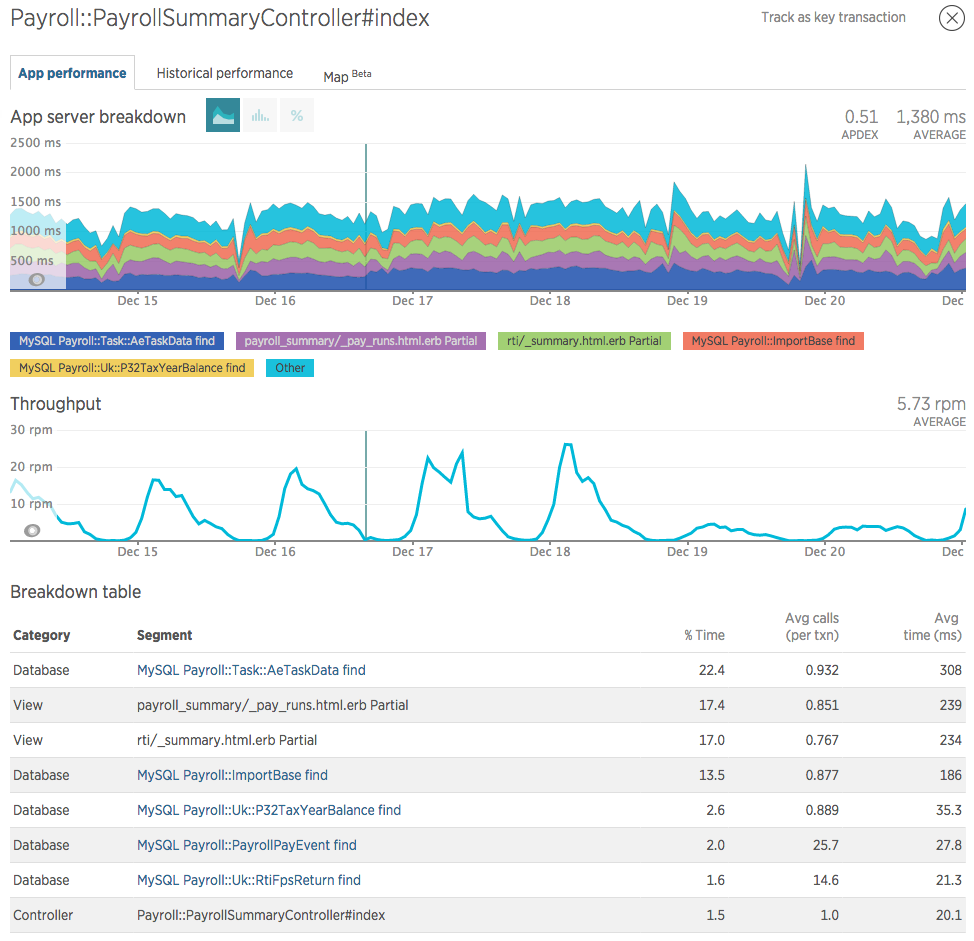 Payroll::PayrollSummaryController#index
Track as key transaction
App performance Historical performance Map Beta
App server breakdown % 0.51 1,380 ms
APDEX AVERAGE
2500 ms
2000 ms
1500 ms
1000 ms
500 ms
Dec 15 Dec 16 Dec 17 Dec 18 Dec 19 Dec 20 Dec
MySQL Payroll::Task::AeTaskData find payroll_summary/_pay_runs.html.erb Partial rti/_summary.html.erb Partial MySQL Payroll::ImportBase find
MySQL Payroll::Uk::P32TaxYearBalance find Other
Throughput 5.73 rpm
AVERAGE
30 rpm
20 rpm
10 rpm
Dec 15 Dec 16 Dec 17 Dec 18 Dec 19 Dec 20 Dec
Breakdown table
Category Segment % Time Avg calls (per txn) Avg time (ms)
Database MySQL Payroll::Task::AeTaskData find 22.4 0.932 308
View payroll_summary/_pay_runs.html.erb Partial 17.4 0.851 239
View rti/_summary.html.erb Partial 17.0 0.767 234
Database MySQL Payroll::ImportBase find 13.5 0.877 186
Database MySQL Payroll::Uk::P32TaxYearBalance find 2.6 0.889 35.3
Database MySQL Payroll::PayrollPayEvent find 2.0 25.7 27.8
Database MySQL Payroll::Uk::RtiFpsReturn find 1.6 14.6 21.3
Controller Payroll::PayrollSummaryController#index 1.5 1.0 20.1